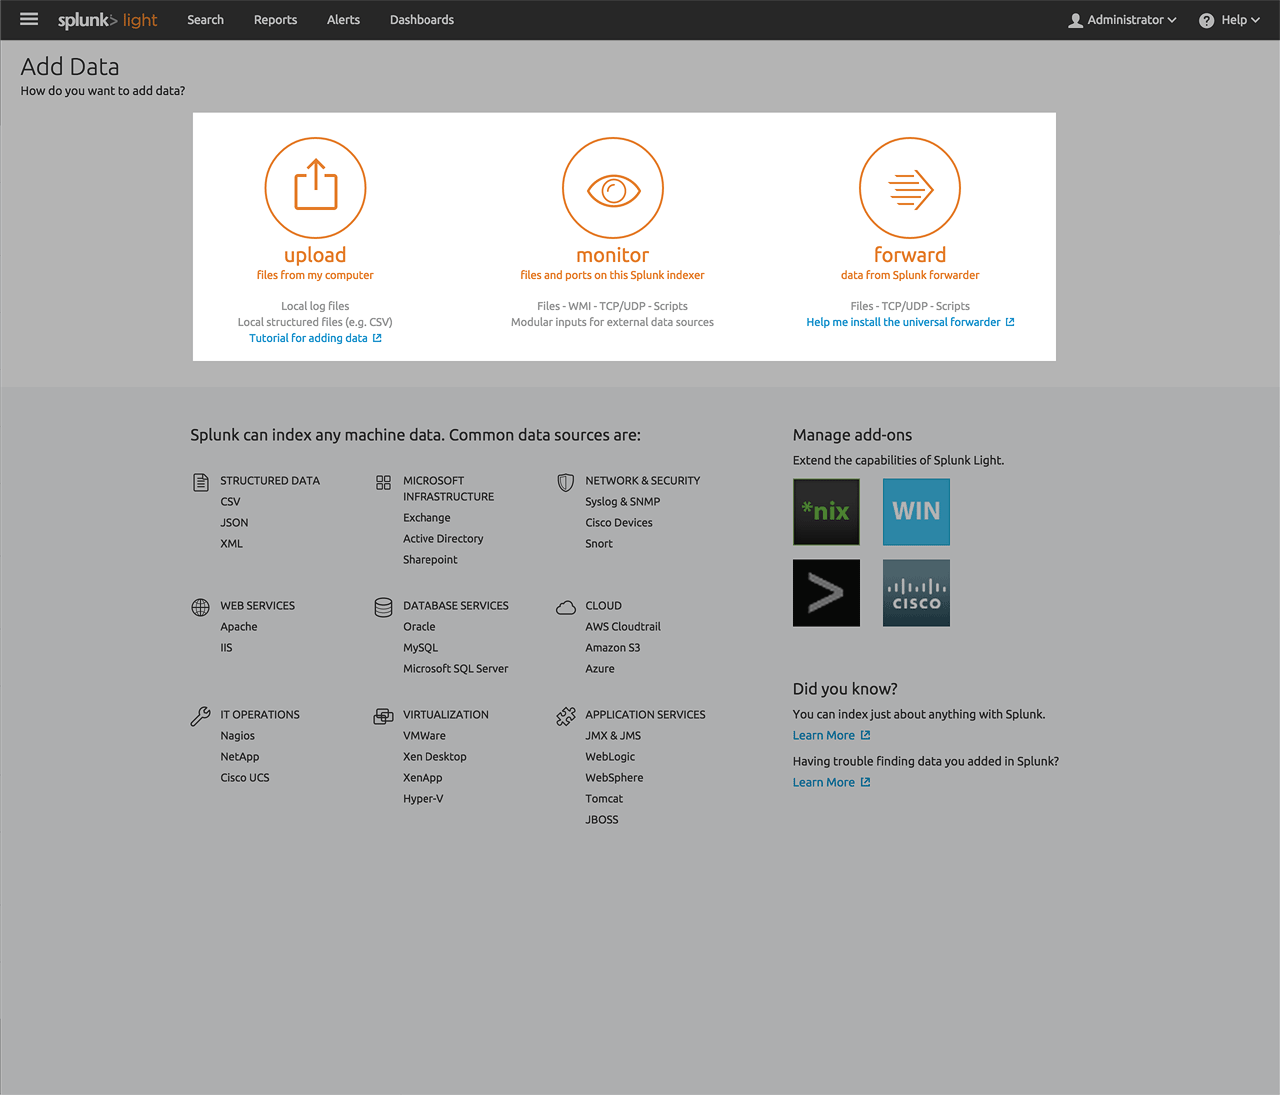 splunk> light Search Reports Alerts Dashboards Administrator ? Help
Add Data
How do you want to add data?
upload
files from my computer
Local log files
Local structured files (e.g. CSV)
Tutorial for adding data
monitor
files and ports on this Splunk indexer
Files - WMI - TCP/UDP - Scripts
Modular inputs for external data sources
forward
data from Splunk forwarder
Files - TCP/UDP - Scripts
Help me install the universal forwarder
Splunk can index any machine data. Common data sources are:
STRUCTURED DATA
CSV
JSON
XML
MICROSOFT
INFRASTRUCTURE
Exchange
Active Directory
Sharepoint
NETWORK & SECURITY
Syslog & SNMP
Cisco Devices
Snort
WEB SERVICES
Apache
IIS
DATABASE SERVICES
Oracle
MySQL
Microsoft SQL Server
CLOUD
AWS Cloudtrail
Amazon S3
Azure
IT OPERATIONS
Nagios
NetApp
Cisco UCS
VIRTUALIZATION
VMWare
Xen Desktop
XenApp
Hyper-V
APPLICATION SERVICES
JMX & JMS
WebLogic
WebSphere
Tomcat
JBOSS
Manage add-ons
Extend the capabilities of Splunk Light.
*nix
WIN
>
CISCO
Did you know?
You can index just about anything with Splunk.
Learn More
Having trouble finding data you added in Splunk?
Learn More